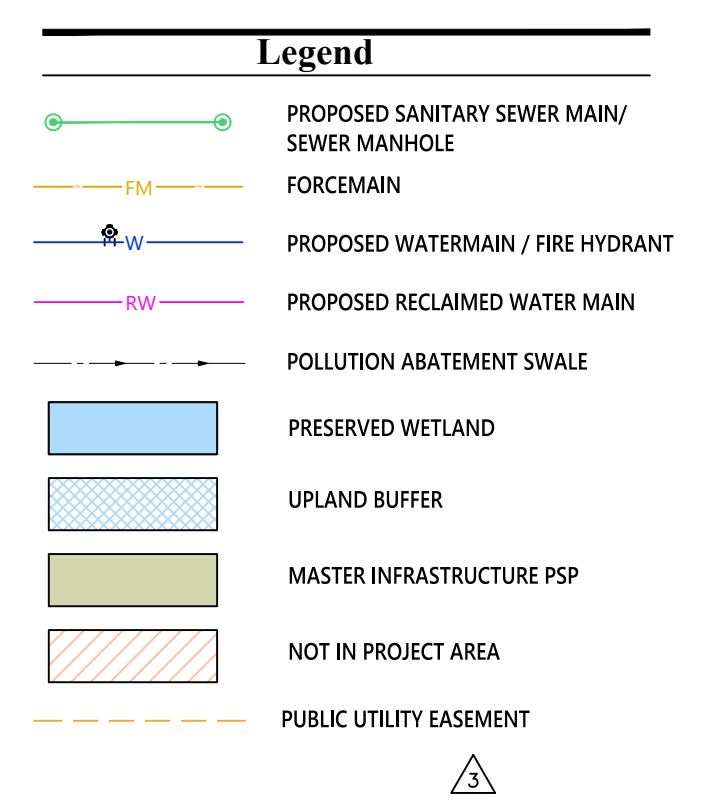 Legend
PROPOSED SANITARY SEWER MAIN/
SEWER MANHOLE
FM
FORCEMAIN
W
PROPOSED WATERMAIN / FIRE HYDRANT
RW
PROPOSED RECLAIMED WATER MAIN
POLLUTION ABATEMENT SWALE
PRESERVED WETLAND
UPLAND BUFFER
MASTER INFRASTRUCTURE PSP
NOT IN PROJECT AREA
PUBLIC UTILITY EASEMENT
3